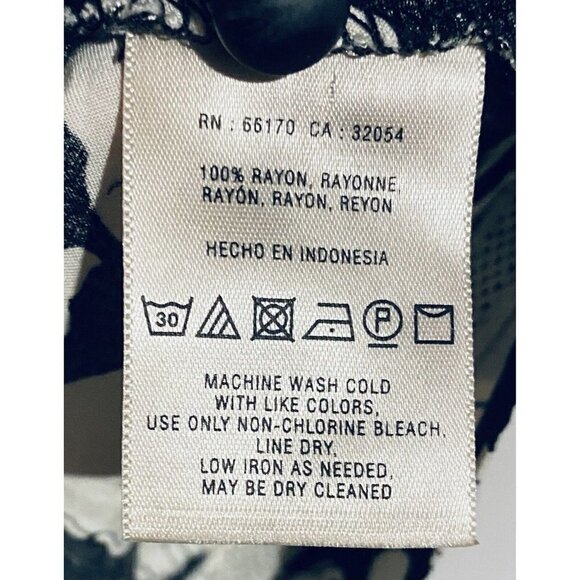 RN : 66170 CA : 32054
100% RAYON, RAYONNE,
RAYÓN, RAYON, REYON
HECHO EN INDONESIA
30 P
MACHINE WASH COLD
WITH LIKE COLORS,
USE ONLY NON-CHLORINE BLEACH,
LINE DRY,
LOW IRON AS NEEDED,
MAY BE DRY CLEANED